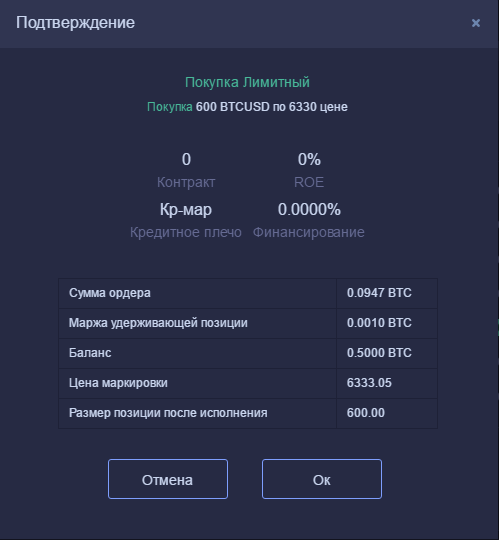 Подтверждение ×
Покупка Лимитный
Покупка 600 BTCUSD по 6330 цене
0 0%
Контракт ROE
Кр-мар 0.0000%
Кредитное плечо Финансирование
Сумма ордера 0.0947 BTC
Маржа удерживающей позиции 0.0010 BTC
Баланс 0.5000 BTC
Цена маркировки 6333.05
Размер позиции после исполнения 600.00
Отмена Ок